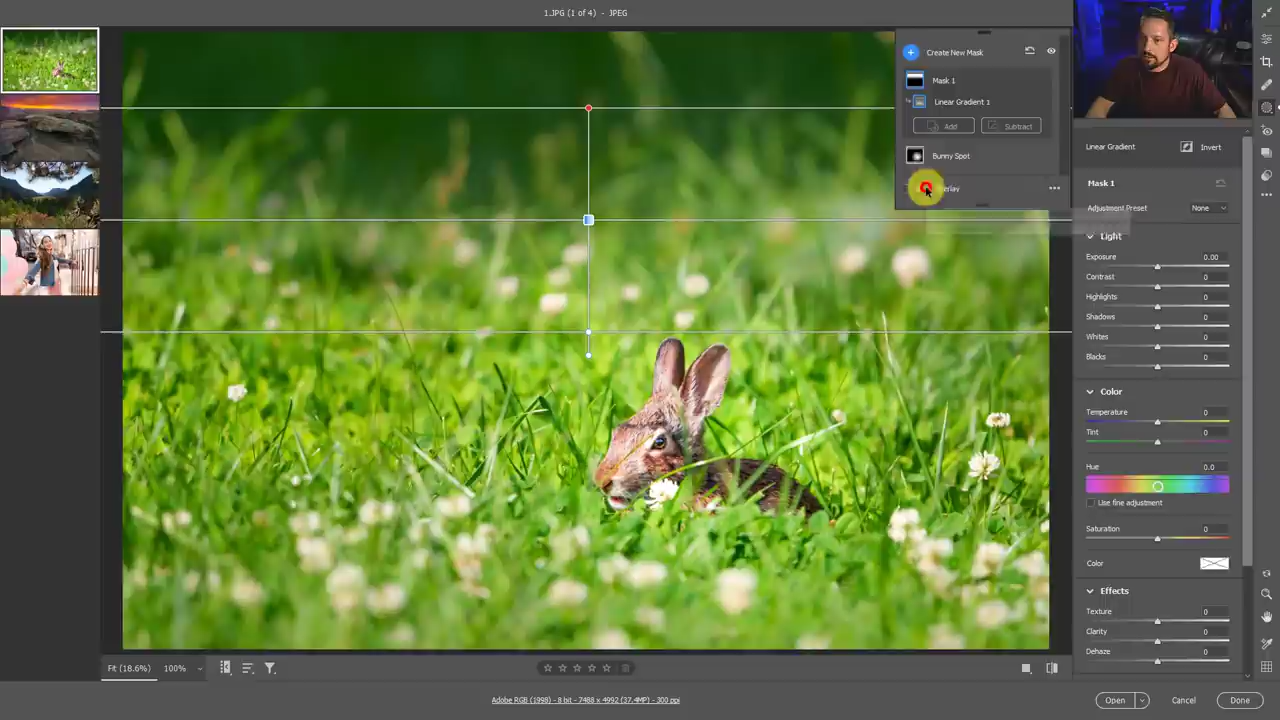 1.JPG (1 of 4) - JPEG
Create New Mask
Mask 1
Linear Gradient 1
Add Subtract
Bunny Spot
Linear Gradient Invert
Mask 1
Adjustment Preset None
Light
Exposure 0.00
Contrast 0
Highlights 0
Shadows 0
Whites 0
Blacks 0
Color
Temperature 0
Tint 0
Hue 0.0
Use fine adjustment
Saturation 0
Color
Effects
Texture 0
Clarity 0
Dehaze 0
Fit (18.6%) 100%
Adobe RGB (1998) - 8 bit - 7488 x 4992 (37.4MP) - 300 ppi
Open Cancel Done